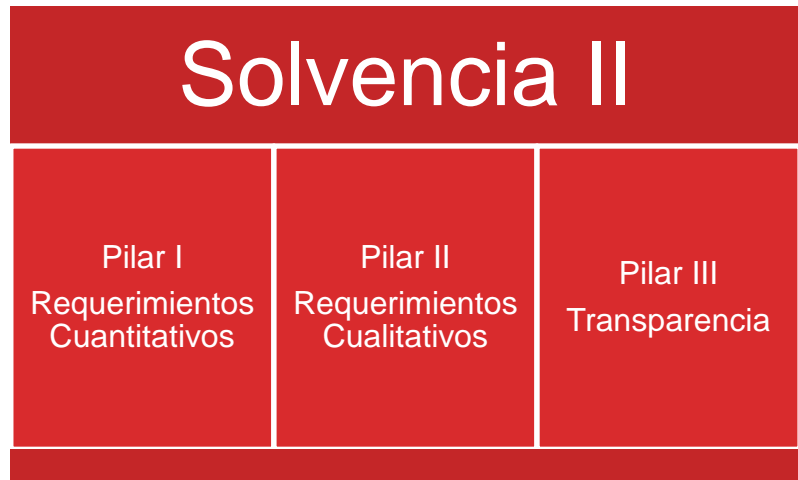 Solvencia II
Pilar I
Requerimientos
Cuantitativos
Pilar II
Requerimientos
Cualitativos
Pilar III
Transparencia